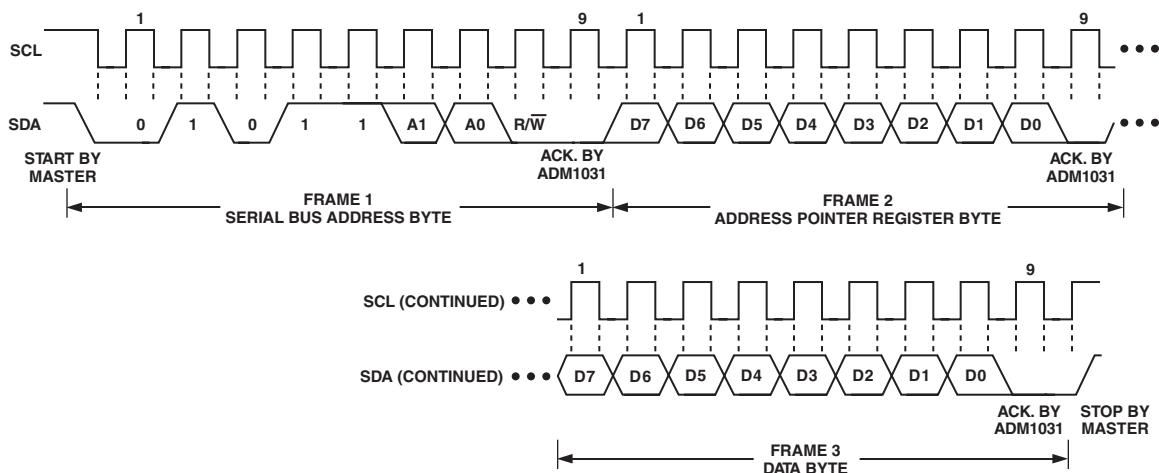 1 9 1 9
SCL
SDA 0 1 0 1 1 A1 A0 R/W̅ D7 D6 D5 D4 D3 D2 D1 D0
START BY
MASTER
ACK. BY
ADM1031
ACK. BY
ADM1031
FRAME 1
SERIAL BUS ADDRESS BYTE
FRAME 2
ADDRESS POINTER REGISTER BYTE
1 9
SCL (CONTINUED)
SDA (CONTINUED) D7 D6 D5 D4 D3 D2 D1 D0
ACK. BY
ADM1031
STOP BY
MASTER
FRAME 3
DATA BYTE